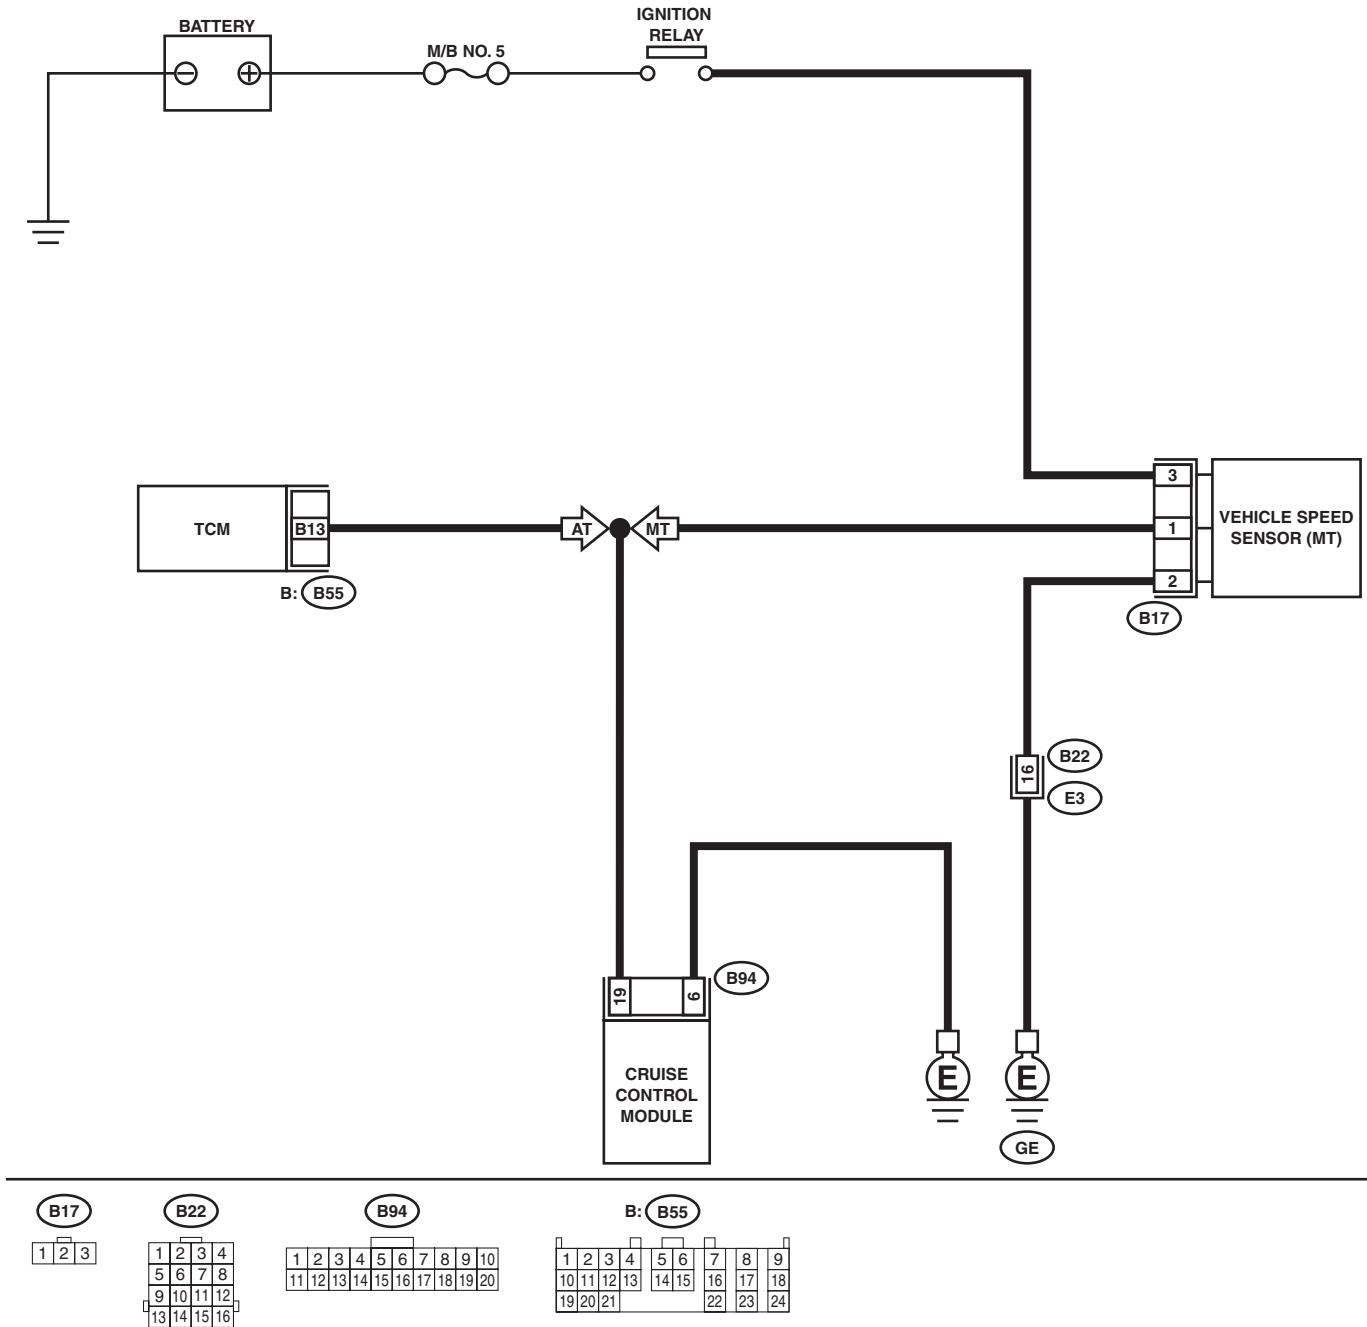 BATTERY
IGNITION
RELAY
M/B NO. 5
3
VEHICLE SPEED
SENSOR (MT)
1
2
B17
TCM
B13
AT
MT
B: B55
16
B22
E3
19
6
B94
CRUISE
CONTROL
MODULE
E
E
GE
B17
1 2 3
B22
1 2 3 4
5 6 7 8
9 10 11 12
13 14 15 16
B94
1 2 3 4 5 6 7 8 9 10
11 12 13 14 15 16 17 18 19 20
B: B55
1 2 3 4 5 6 7 8 9
10 11 12 13 14 15 16 17 18
19 20 21 22 23 24